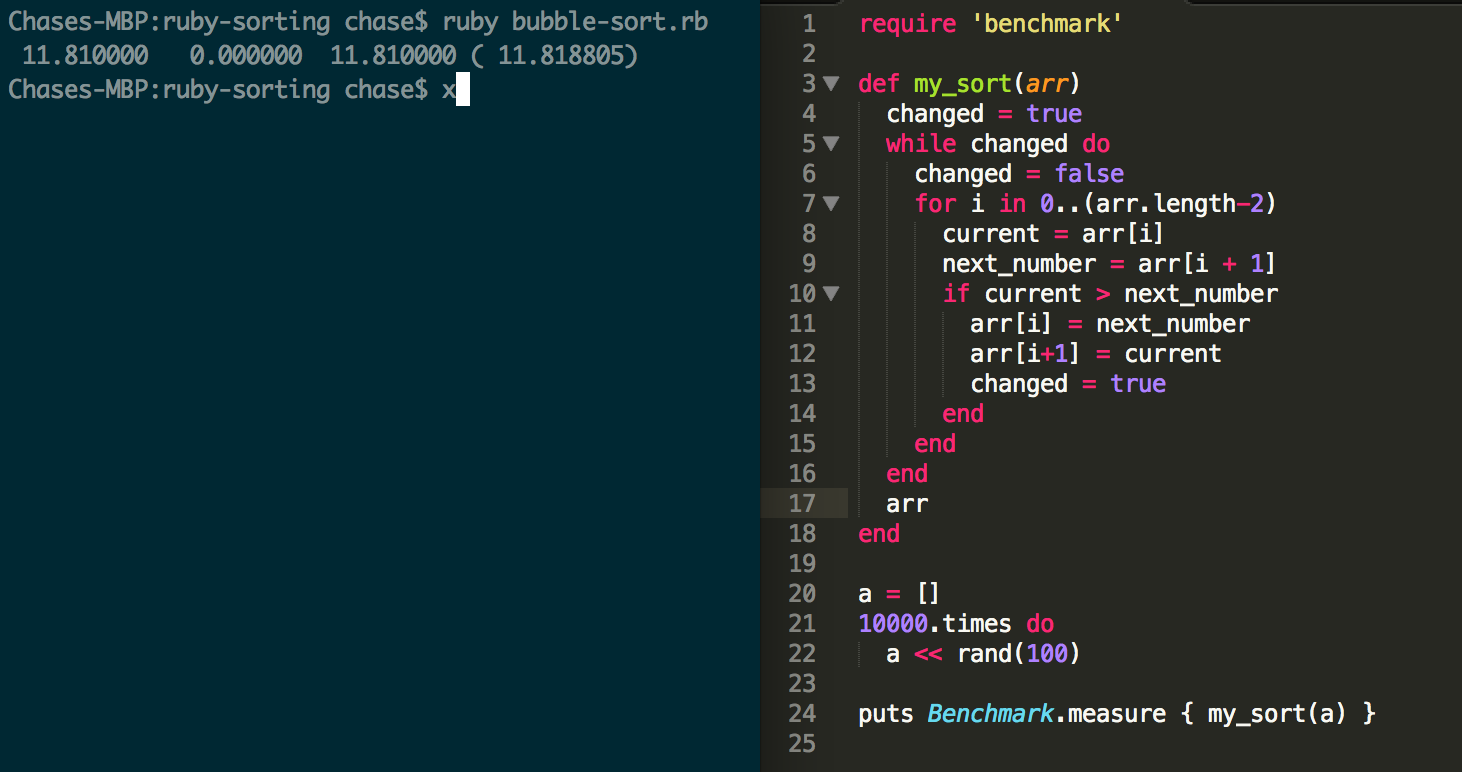 Chases-MBP:ruby-sorting chase$ ruby bubble-sort.rb
 11.810000   0.000000  11.810000 ( 11.818805)
Chases-MBP:ruby-sorting chase$ x
1 require 'benchmark'
2
3 def my_sort(arr)
4   changed = true
5   while changed do
6     changed = false
7     for i in 0..(arr.length-2)
8       current = arr[i]
9       next_number = arr[i + 1]
10       if current > next_number
11         arr[i] = next_number
12         arr[i+1] = current
13         changed = true
14       end
15     end
16   end
17   arr
18 end
19
20 a = []
21 10000.times do
22   a << rand(100)
23
24 puts Benchmark.measure { my_sort(a) }
25